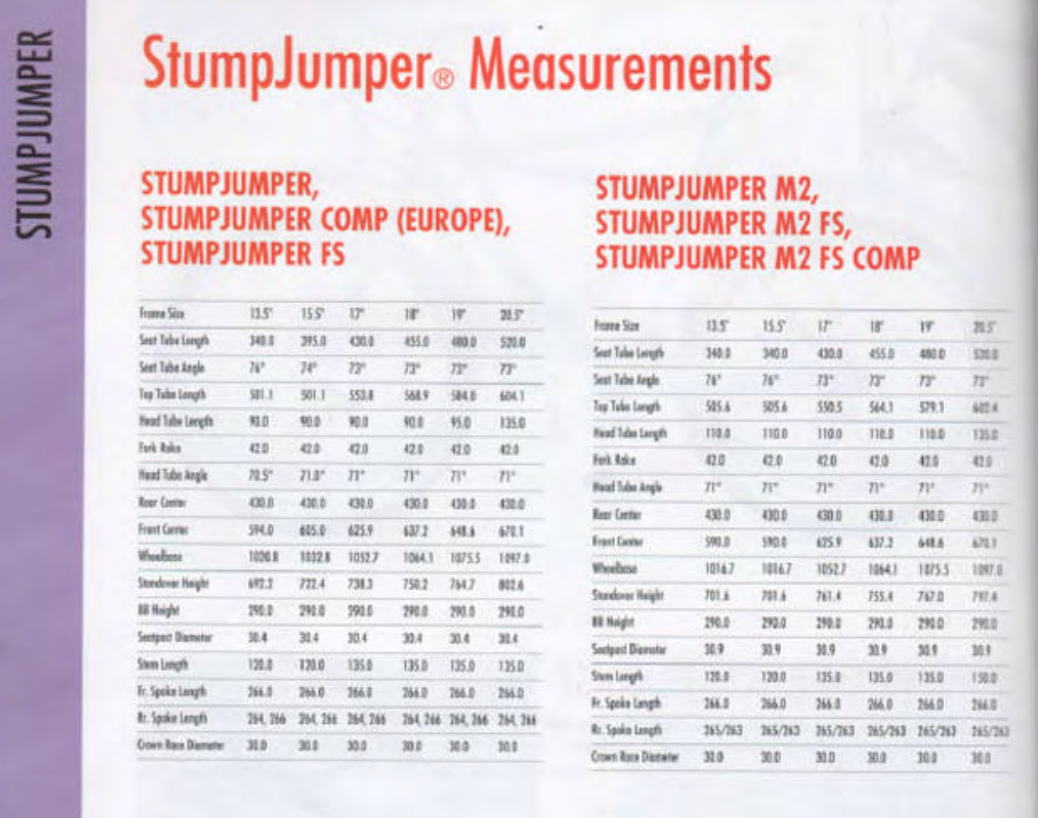 STUMPJUMPER
StumpJumper® Measurements
STUMPJUMPER,
STUMPJUMPER COMP (EUROPE),
STUMPJUMPER FS
Frame Size 13.5" 15.5" 17" 18" 19" 20.5"
Seat Tube Length 340.0 395.0 430.0 455.0 480.0 520.0
Seat Tube Angle 76° 74° 73° 73° 73° 73°
Top Tube Length 501.1 501.1 553.8 568.9 584.0 604.1
Head Tube Length 90.0 90.0 90.0 90.0 95.0 135.0
Fork Rake 42.0 42.0 42.0 42.0 42.0 42.0
Head Tube Angle 70.5° 71.0° 71° 71° 71° 71°
Rear Center 430.0 430.0 430.0 430.0 430.0 430.0
Front Center 594.0 605.0 625.9 637.2 648.6 670.1
Wheelbase 1020.8 1032.8 1052.7 1064.1 1075.5 1097.0
Standover Height 692.2 722.4 738.3 750.2 764.7 802.6
BB Height 290.0 290.0 290.0 290.0 290.0 290.0
Seatpost Diameter 30.4 30.4 30.4 30.4 30.4 30.4
Stem Length 120.0 120.0 135.0 135.0 135.0 135.0
Fr. Spoke Length 266.0 266.0 266.0 266.0 266.0 266.0
Rr. Spoke Length 264, 266 264, 266 264, 266 264, 266 264, 266 264, 266
Crown Race Diameter 30.0 30.0 30.0 30.0 30.0 30.0
STUMPJUMPER M2,
STUMPJUMPER M2 FS,
STUMPJUMPER M2 FS COMP
Frame Size 13.5" 15.5" 17" 18" 19" 20.5"
Seat Tube Length 340.0 340.0 430.0 455.0 480.0 520.0
Seat Tube Angle 76° 76° 73° 73° 73° 73°
Top Tube Length 505.6 505.6 550.5 564.1 579.1 602.4
Head Tube Length 110.0 110.0 110.0 110.0 110.0 135.0
Fork Rake 42.0 42.0 42.0 42.0 42.0 42.0
Head Tube Angle 71° 71° 71° 71° 71° 71°
Rear Center 430.0 430.0 430.0 430.0 430.0 430.0
Front Center 590.0 590.0 625.9 637.2 648.6 670.1
Wheelbase 1016.7 1016.7 1052.7 1064.1 1075.5 1097.0
Standover Height 701.6 701.6 761.4 755.4 767.0 797.4
BB Height 290.0 290.0 290.0 290.0 290.0 290.0
Seatpost Diameter 30.9 30.9 30.9 30.9 30.9 30.9
Stem Length 120.0 120.0 135.0 135.0 135.0 150.0
Fr. Spoke Length 266.0 266.0 266.0 266.0 266.0 266.0
Rr. Spoke Length 265/263 265/263 265/263 265/263 265/263 265/263
Crown Race Diameter 30.0 30.0 30.0 30.0 30.0 30.0